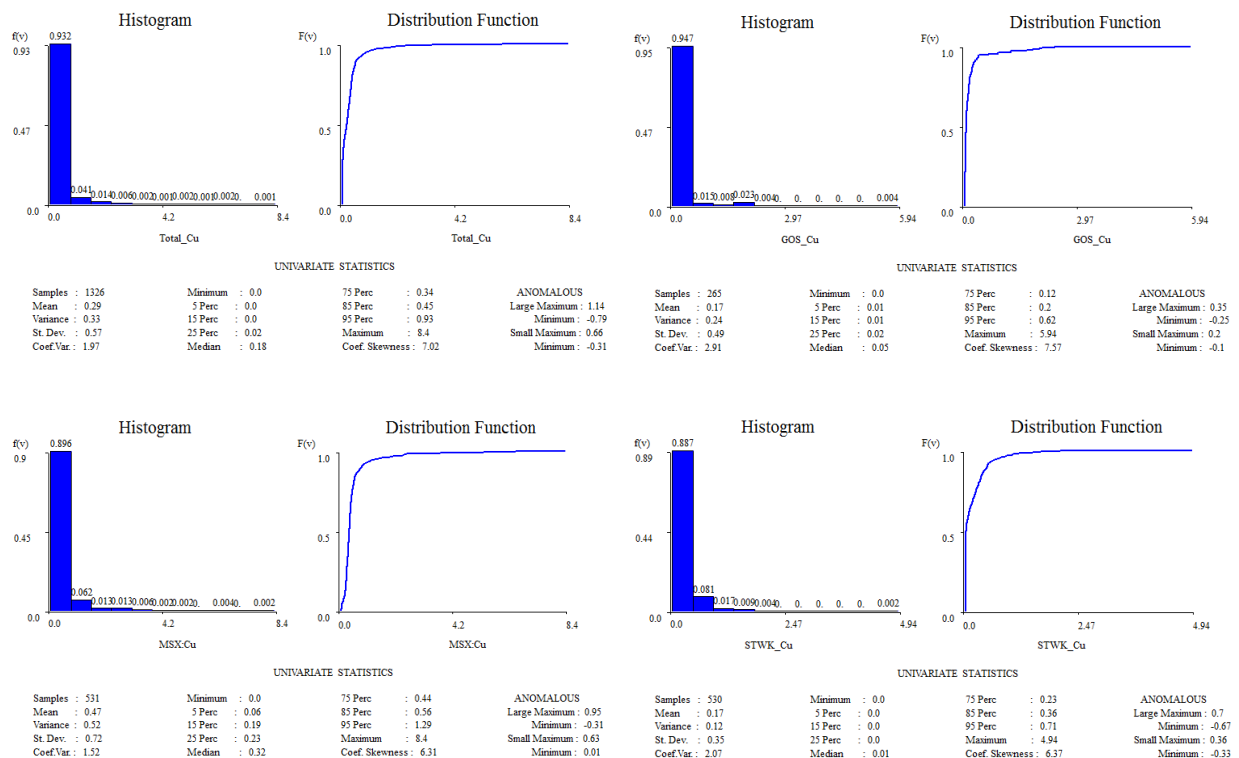 Histogram
f(v)
0.932
0.93
0.47
0.041 0.014 0.006 0.002 0.001 0.002 0.001 0.002 0. 0.001
0.0
0.0 4.2 8.4
Total_Cu
Distribution Function
F(v)
1.0
0.5
0.0
0.0 4.2 8.4
Total_Cu
UNIVARIATE STATISTICS
Samples : 1326 Minimum : 0.0 75 Perc : 0.34 ANOMALOUS
Mean : 0.29 5 Perc : 0.0 85 Perc : 0.45 Large Maximum : 1.14
Variance : 0.33 15 Perc : 0.0 95 Perc : 0.93 Minimum : -0.79
St. Dev. : 0.57 25 Perc : 0.02 Maximum : 8.4 Small Maximum : 0.66
Coef.Var. : 1.97 Median : 0.18 Coef. Skewness : 7.02 Minimum : -0.31
Histogram
f(v)
0.947
0.95
0.47
0.015 0.008 0.023 0.004 0. 0. 0. 0. 0. 0.004
0.0
0.0 2.97 5.94
GOS_Cu
Distribution Function
F(v)
1.0
0.5
0.0
0.0 2.97 5.94
GOS_Cu
UNIVARIATE STATISTICS
Samples : 265 Minimum : 0.0 75 Perc : 0.12 ANOMALOUS
Mean : 0.17 5 Perc : 0.01 85 Perc : 0.2 Large Maximum : 0.35
Variance : 0.24 15 Perc : 0.01 95 Perc : 0.62 Minimum : -0.25
St. Dev. : 0.49 25 Perc : 0.02 Maximum : 5.94 Small Maximum : 0.2
Coef.Var. : 2.91 Median : 0.05 Coef. Skewness : 7.57 Minimum : -0.1
Histogram
f(v)
0.896
0.9
0.45
0.062 0.013 0.013 0.006 0.002 0.002 0. 0.004 0. 0.002
0.0
0.0 4.2 8.4
MSX:Cu
Distribution Function
F(v)
1.0
0.5
0.0
0.0 4.2 8.4
MSX:Cu
UNIVARIATE STATISTICS
Samples : 531 Minimum : 0.0 75 Perc : 0.44 ANOMALOUS
Mean : 0.47 5 Perc : 0.06 85 Perc : 0.56 Large Maximum : 0.95
Variance : 0.52 15 Perc : 0.19 95 Perc : 1.29 Minimum : -0.31
St. Dev. : 0.72 25 Perc : 0.23 Maximum : 8.4 Small Maximum : 0.63
Coef.Var. : 1.52 Median : 0.32 Coef. Skewness : 6.31 Minimum : 0.01
Histogram
f(v)
0.887
0.89
0.44
0.081 0.017 0.009 0.004 0. 0. 0. 0. 0. 0.002
0.0
0.0 2.47 4.94
STWK_Cu
Distribution Function
F(v)
1.0
0.5
0.0
0.0 2.47 4.94
STWK_Cu
UNIVARIATE STATISTICS
Samples : 530 Minimum : 0.0 75 Perc : 0.23 ANOMALOUS
Mean : 0.17 5 Perc : 0.0 85 Perc : 0.36 Large Maximum : 0.7
Variance : 0.12 15 Perc : 0.0 95 Perc : 0.71 Minimum : -0.67
St. Dev. : 0.35 25 Perc : 0.0 Maximum : 4.94 Small Maximum : 0.36
Coef.Var. : 2.07 Median : 0.01 Coef. Skewness : 6.37 Minimum : -0.33